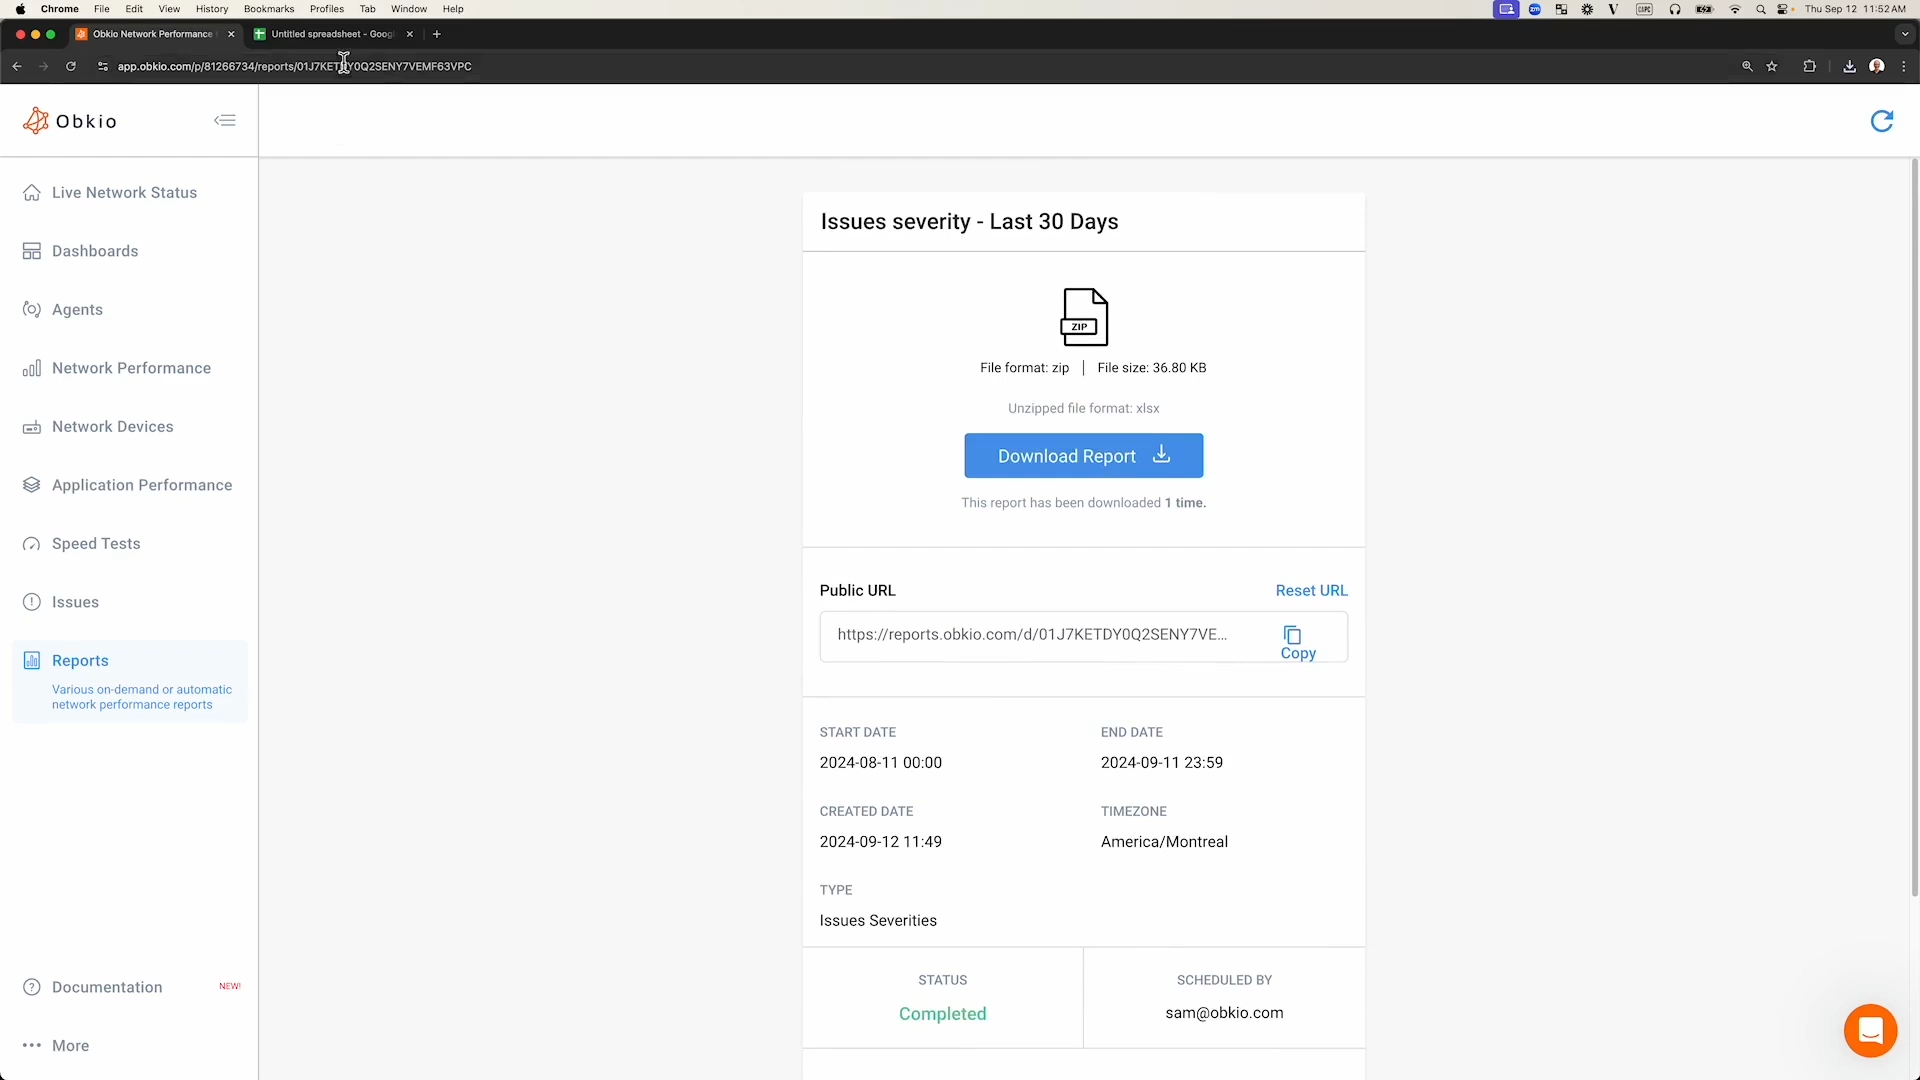 Chrome File Edit View History Bookmarks Profiles Tab Window Help
Thu Sep 12 11:52 AM
Obkio Network Performance
Untitled spreadsheet - Goog
app.obkio.com/p/81266734/reports/01J7KETDY0Q2SENY7VEMF63VPC
Obkio
Live Network Status
Dashboards
Agents
Network Performance
Network Devices
Application Performance
Speed Tests
Issues
Reports
Various on-demand or automatic
network performance reports
Documentation NEW!
More
Issues severity - Last 30 Days
ZIP
File format: zip | File size: 36.80 KB
Unzipped file format: xlsx
Download Report
This report has been downloaded 1 time.
Public URL Reset URL
https://reports.obkio.com/d/01J7KETDY0Q2SENY7VE...
Copy
START DATE END DATE
2024-08-11 00:00 2024-09-11 23:59
CREATED DATE TIMEZONE
2024-09-12 11:49 America/Montreal
TYPE
Issues Severities
STATUS SCHEDULED BY
Completed sam@obkio.com